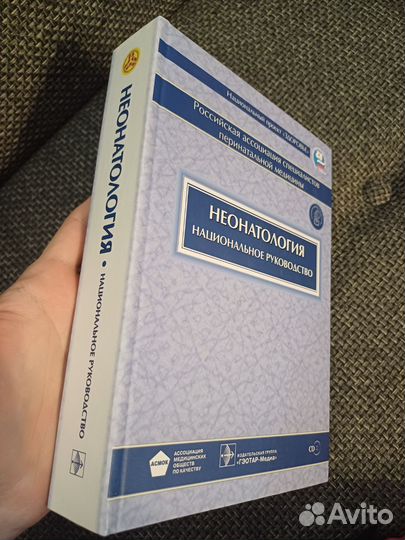 Национальный проект «ЗДОРОВЬЕ»
Российская ассоциация специалистов
перинатальной медицины
НЕОНАТОЛОГИЯ
НАЦИОНАЛЬНОЕ РУКОВОДСТВО
НЕОНАТОЛОГИЯ • НАЦИОНАЛЬНОЕ РУКОВОДСТВО
АСМОК
АССОЦИАЦИЯ
МЕДИЦИНСКИХ
ОБЩЕСТВ
ПО КАЧЕСТВУ
ИЗДАТЕЛЬСКАЯ ГРУППА
«ГЭОТАР-Медиа»
CD
Avito